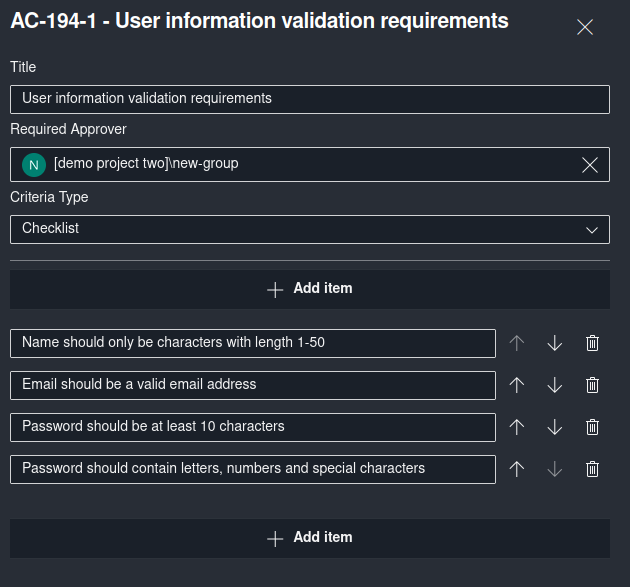 AC-194-1 - User information validation requirements
Title
User information validation requirements
Required Approver
N [demo project two]\new-group
Criteria Type
Checklist
Add item
Name should only be characters with length 1-50
Email should be a valid email address
Password should be at least 10 characters
Password should contain letters, numbers and special characters
Add item